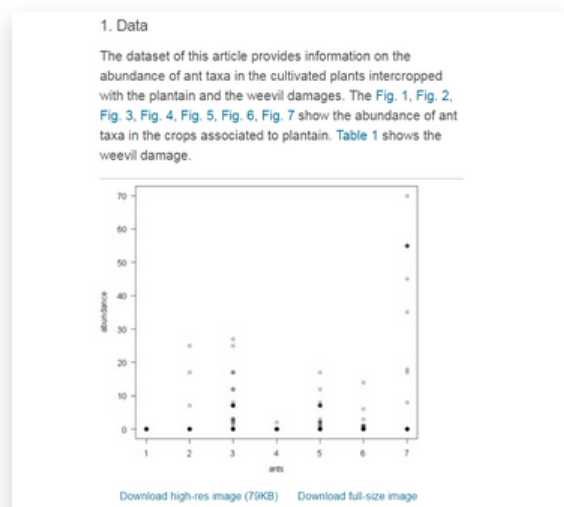 1. Data
The dataset of this article provides information on the
abundance of ant taxa in the cultivated plants intercropped
with the plantain and the weevil damages. The Fig. 1, Fig. 2,
Fig. 3, Fig. 4, Fig. 5, Fig. 6, Fig. 7 show the abundance of ant
taxa in the crops associated to plantain. Table 1 shows the
weevil damage.
70
60
50
40
30
20
10
0
abundance
1 2 3 4 5 6 7
ants
Download high-res image (79KB) Download full-size image